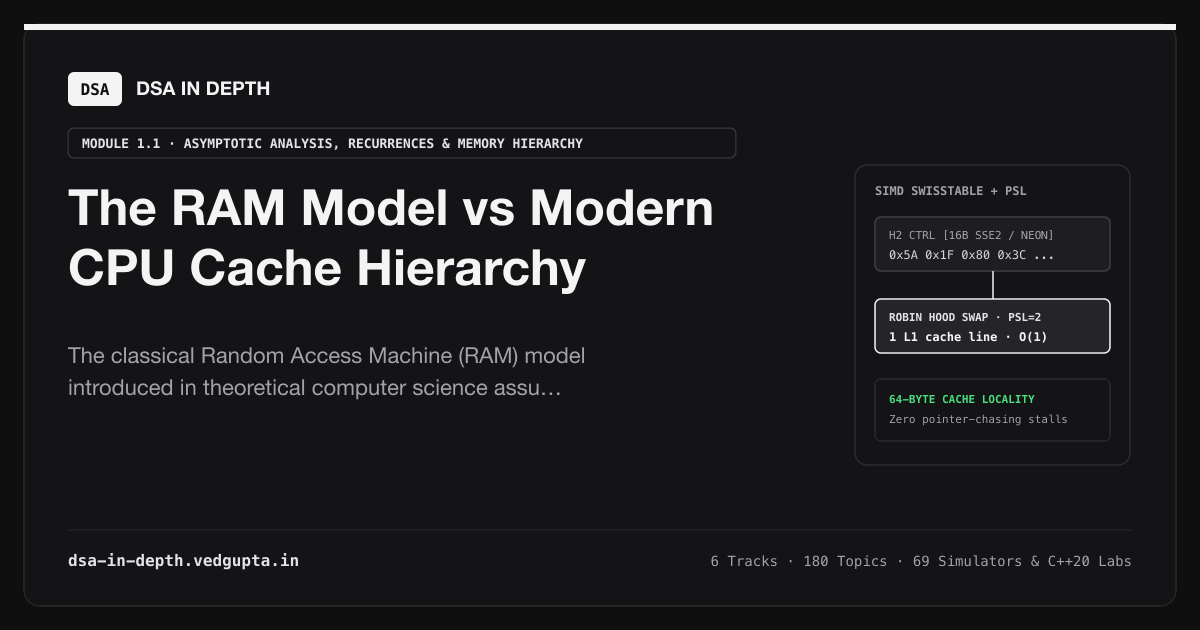 DSA
DSA IN DEPTH
MODULE 1.1 · ASYMPTOTIC ANALYSIS, RECURRENCES & MEMORY HIERARCHY
The RAM Model vs Modern
CPU Cache Hierarchy
The classical Random Access Machine (RAM) model
introduced in theoretical computer science assu…
SIMD SWISSTABLE + PSL
H2 CTRL [16B SSE2 / NEON]
0x5A 0x1F 0x80 0x3C ...
ROBIN HOOD SWAP · PSL=2
1 L1 cache line · O(1)
64-BYTE CACHE LOCALITY
Zero pointer-chasing stalls
dsa-in-depth.vedgupta.in
6 Tracks · 180 Topics · 69 Simulators & C++20 Labs